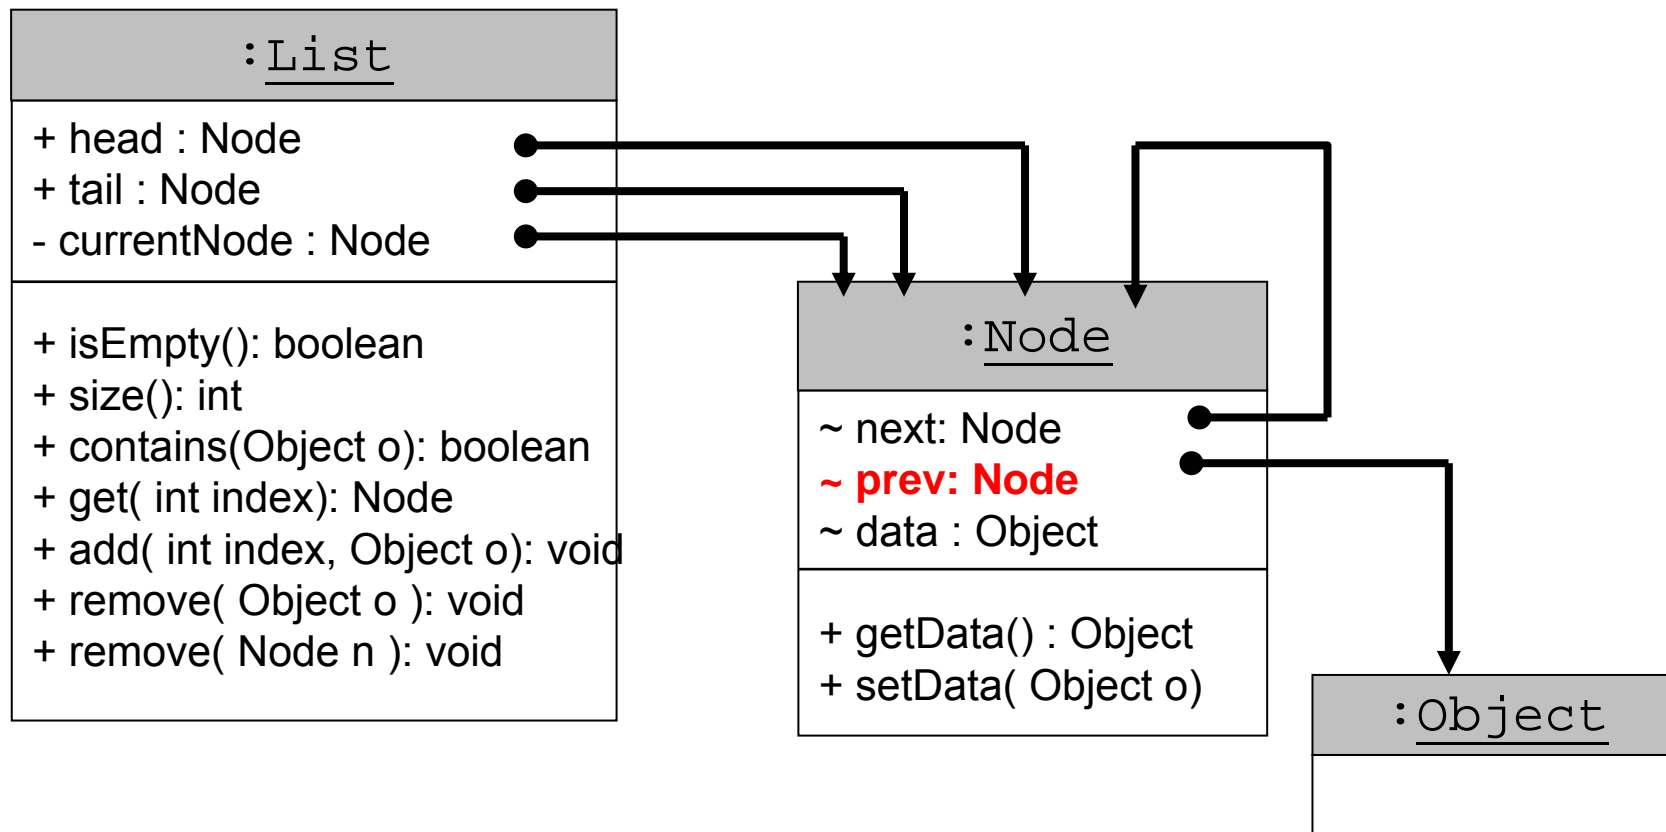 :List
+ head : Node
+ tail : Node
- currentNode : Node
+ isEmpty(): boolean
+ size(): int
+ contains(Object o): boolean
+ get( int index): Node
+ add( int index, Object o): void
+ remove( Object o ): void
+ remove( Node n ): void
:Node
~ next: Node
~ prev: Node
~ data : Object
+ getData() : Object
+ setData( Object o)
:Object